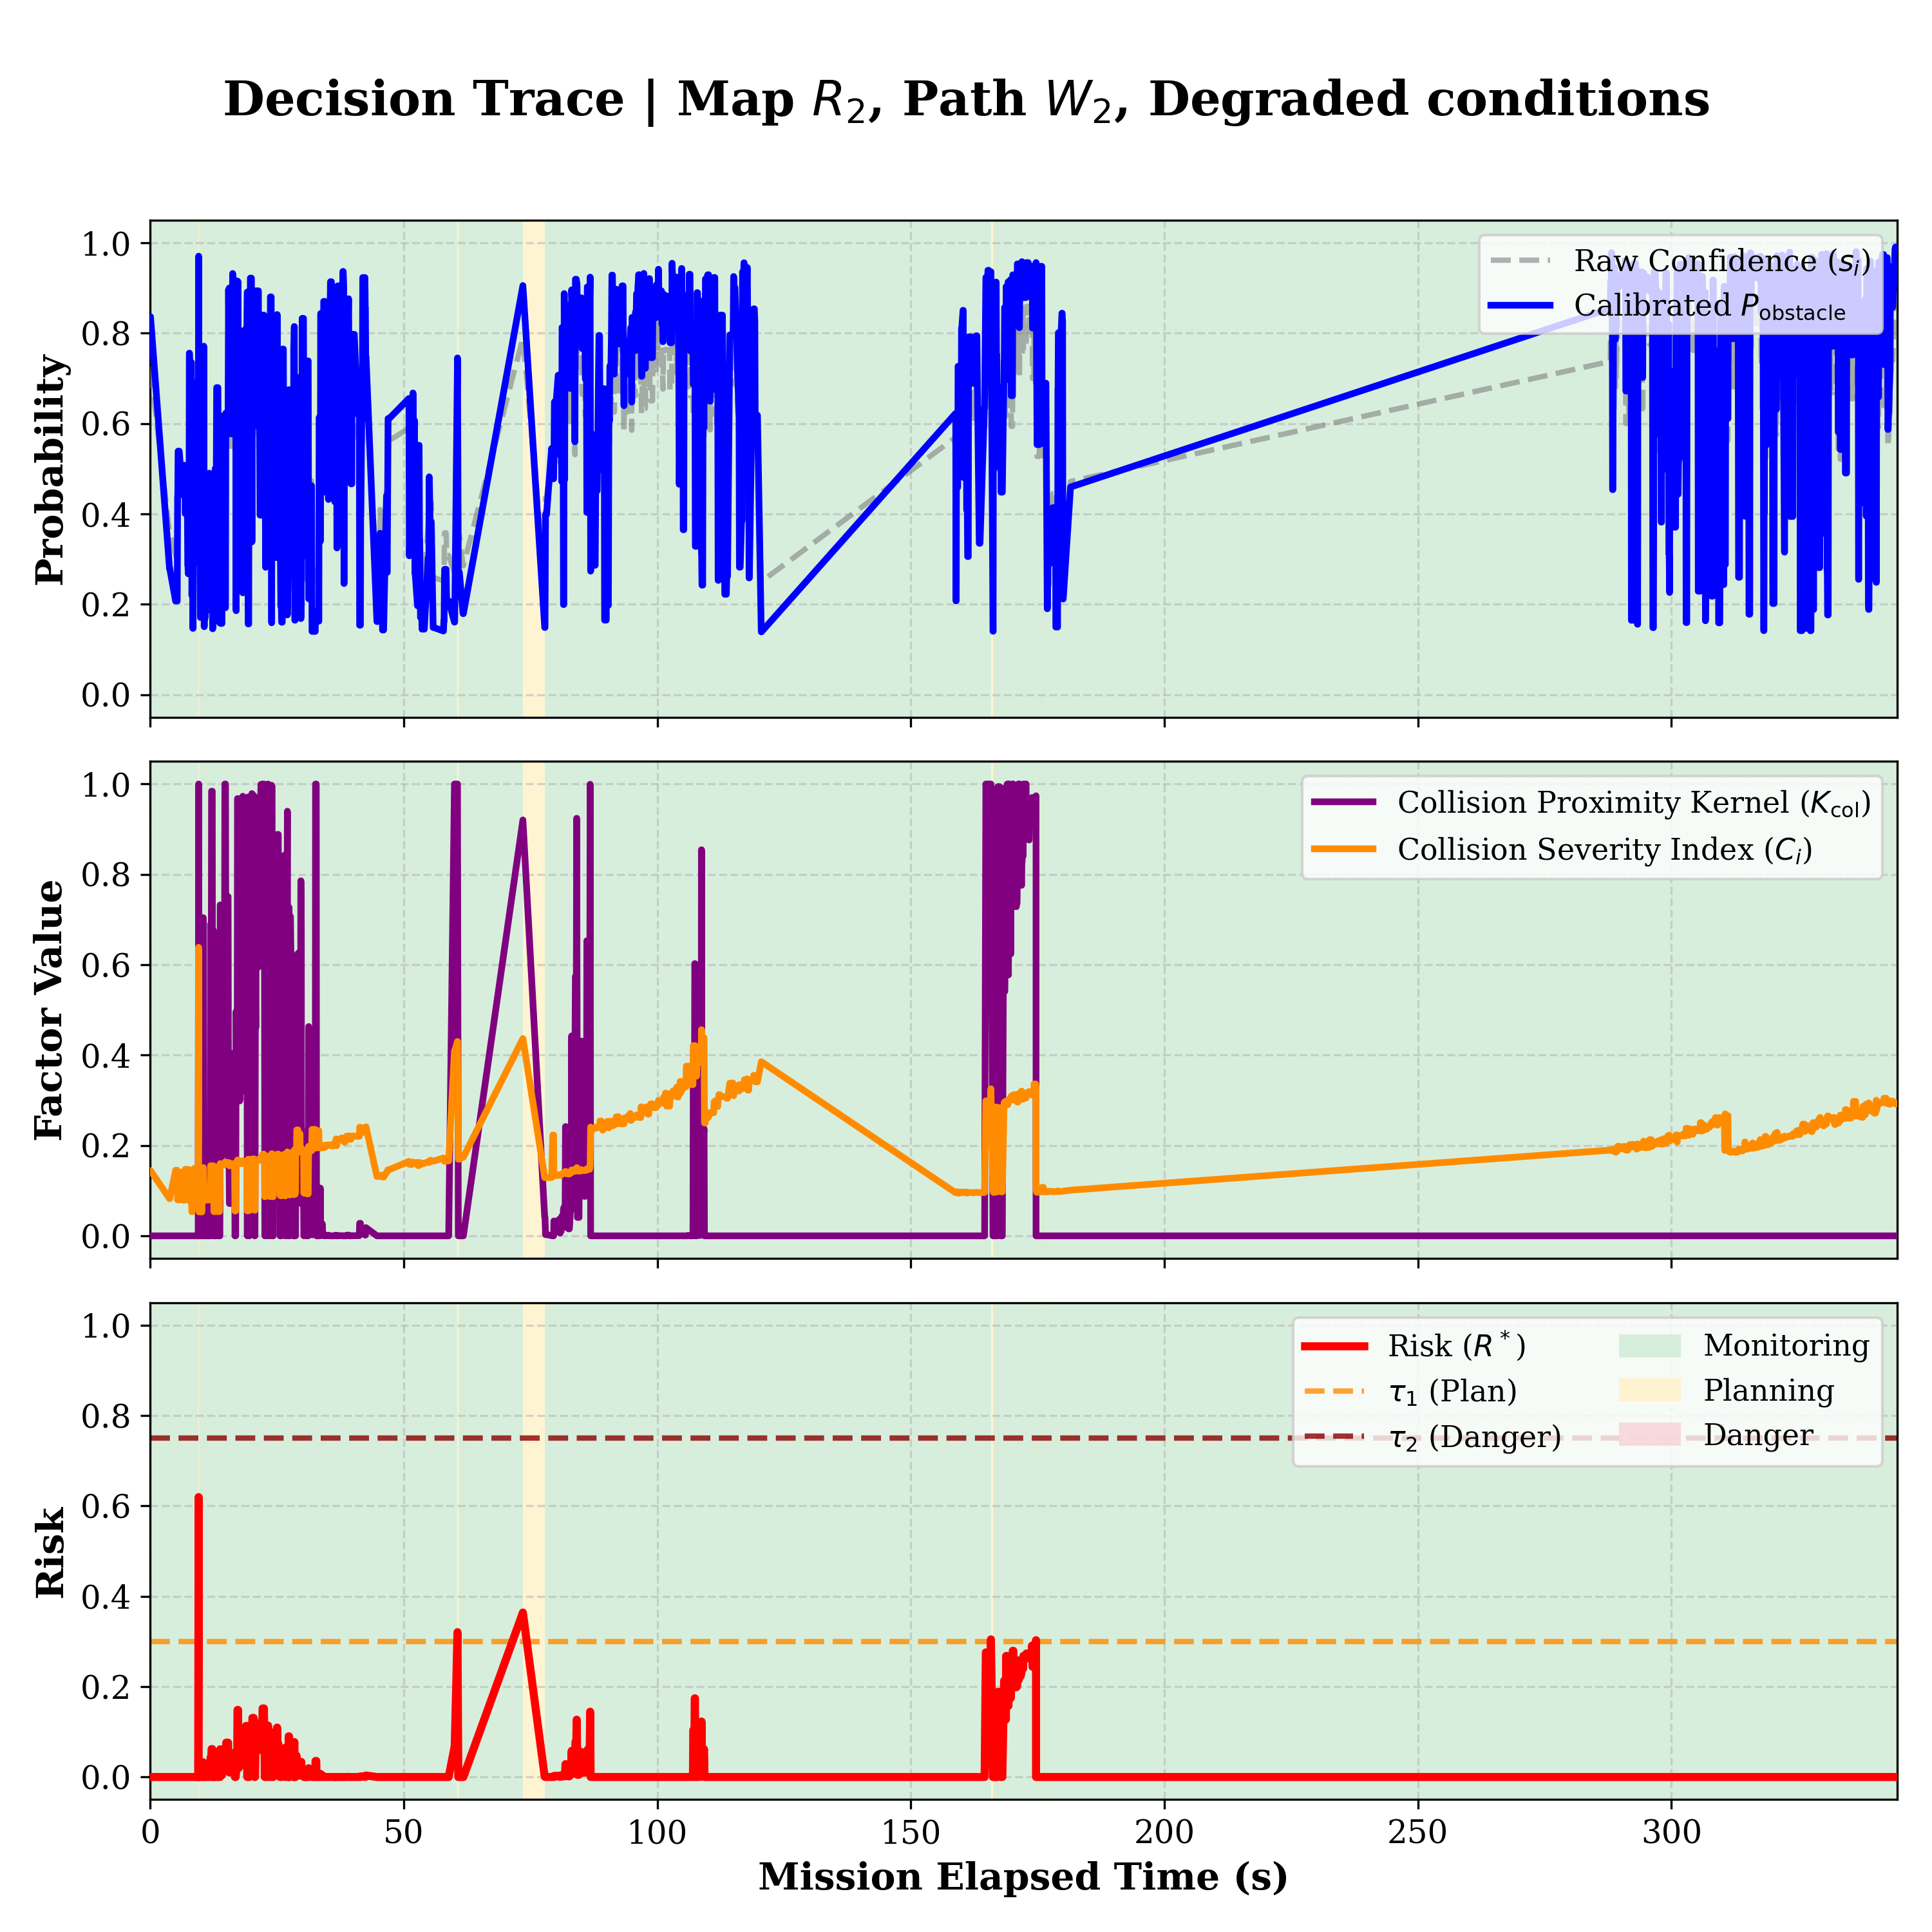 Decision Trace | Map R₂, Path W₂, Degraded conditions
Probability
1.0
0.8
0.6
0.4
0.2
0.0
Raw Confidence (sᵢ)
Calibrated P_obstacle
Factor Value
1.0
0.8
0.6
0.4
0.2
0.0
Collision Proximity Kernel (K_col)
Collision Severity Index (Cᵢ)
Risk
1.0
0.8
0.6
0.4
0.2
0.0
Risk (R*)
τ₁ (Plan)
τ₂ (Danger)
Monitoring
Planning
Danger
0 50 100 150 200 250 300
Mission Elapsed Time (s)